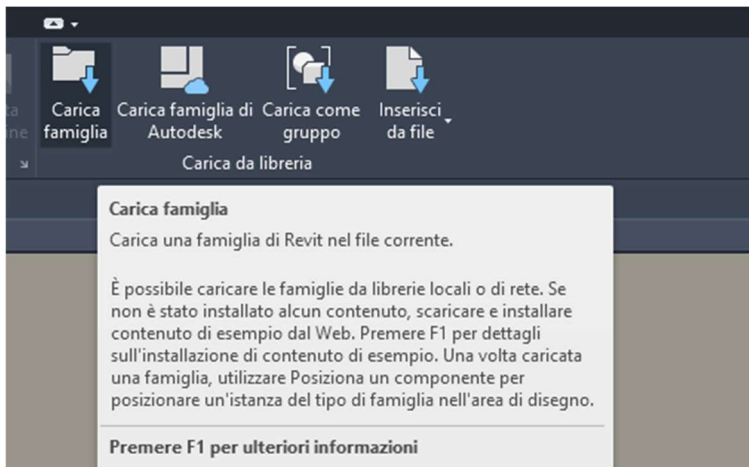 Carica
famiglia
Carica famiglia di
Autodesk
Carica come
gruppo
Inserisci
da file
Carica da libreria
Carica famiglia
Carica una famiglia di Revit nel file corrente.
È possibile caricare le famiglie da librerie locali o di rete. Se
non è stato installato alcun contenuto, scaricare e installare
contenuto di esempio dal Web. Premere F1 per dettagli
sull'installazione di contenuto di esempio. Una volta caricata
una famiglia, utilizzare Posiziona un componente per
posizionare un'istanza del tipo di famiglia nell'area di disegno.
Premere F1 per ulteriori informazioni